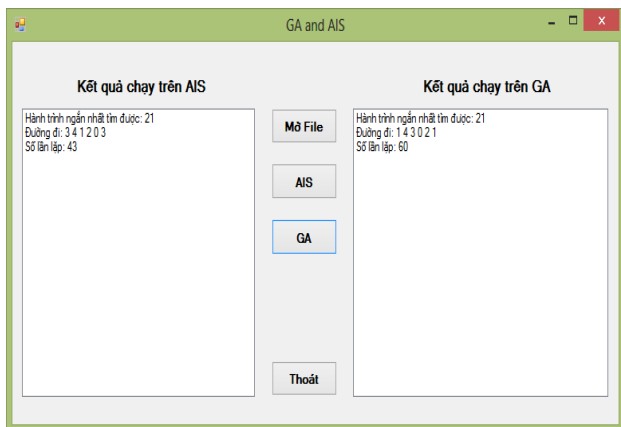 GA and AIS
Kết quả chạy trên AIS
Kết quả chạy trên GA
Hành trình ngắn nhất tìm được: 21
Đường đi: 3 4 1 2 0 3
Số lần lặp: 43
Mở File
AIS
GA
Thoát
Hành trình ngắn nhất tìm được: 21
Đường đi: 1 4 3 0 2 1
Số lần lặp: 60